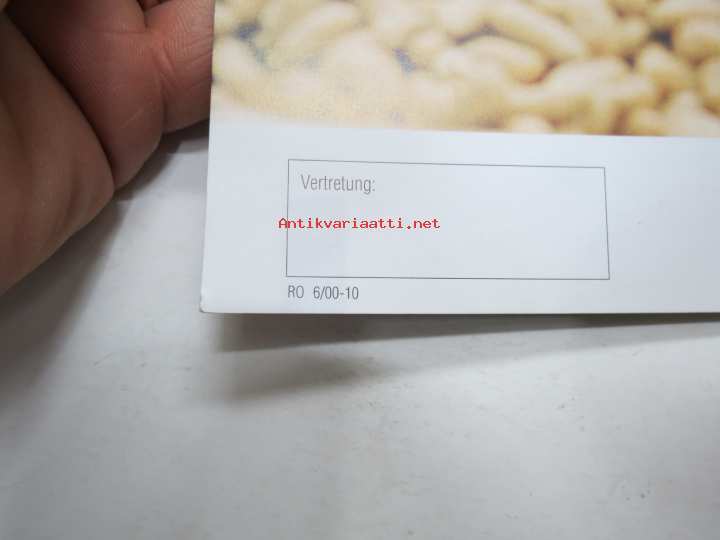 Vertretung:
Antikvariaatti.net
RO 6/00-10